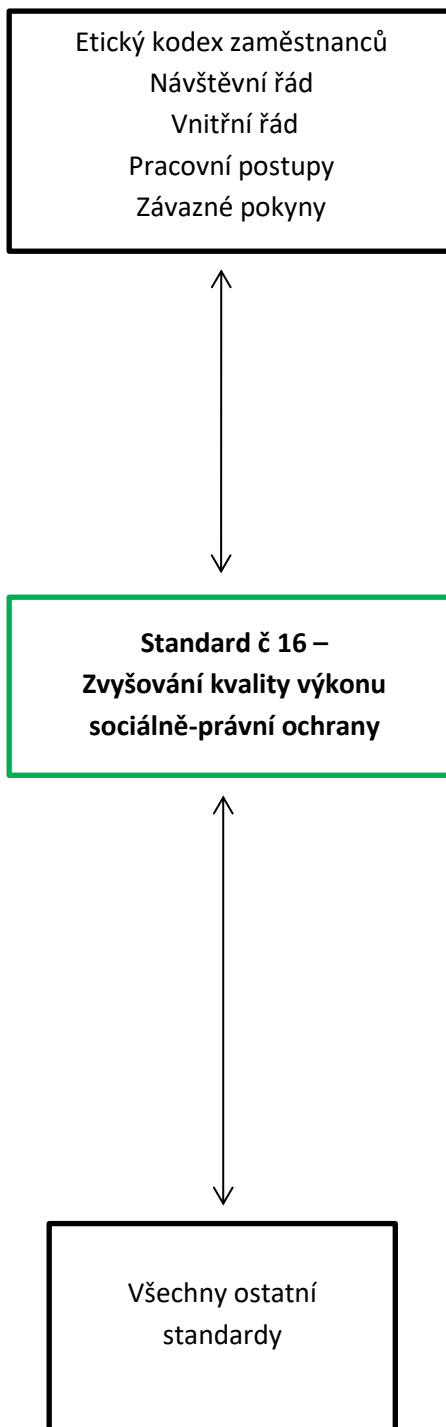 Etický kodex zaměstnanců
Návštěvní řád
Vnitřní řád
Pracovní postupy
Závazné pokyny
Standard č 16 –
Zvyšování kvality výkonu
sociálně-právní ochrany
Všechny ostatní
standardy